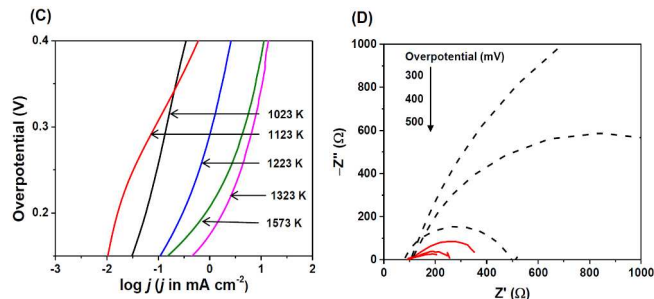 (C)
0.4
0.3
0.2
Overpotential (V)
1023 K
1123 K
1223 K
1323 K
1573 K
-3
-2
-1
0
1
2
log j (j in mA cm⁻²)
(D)
1000
800
600
400
200
0
−Z'' (Ω)
Overpotential (mV)
300
400
500
0
200
400
600
800
1000
Z' (Ω)